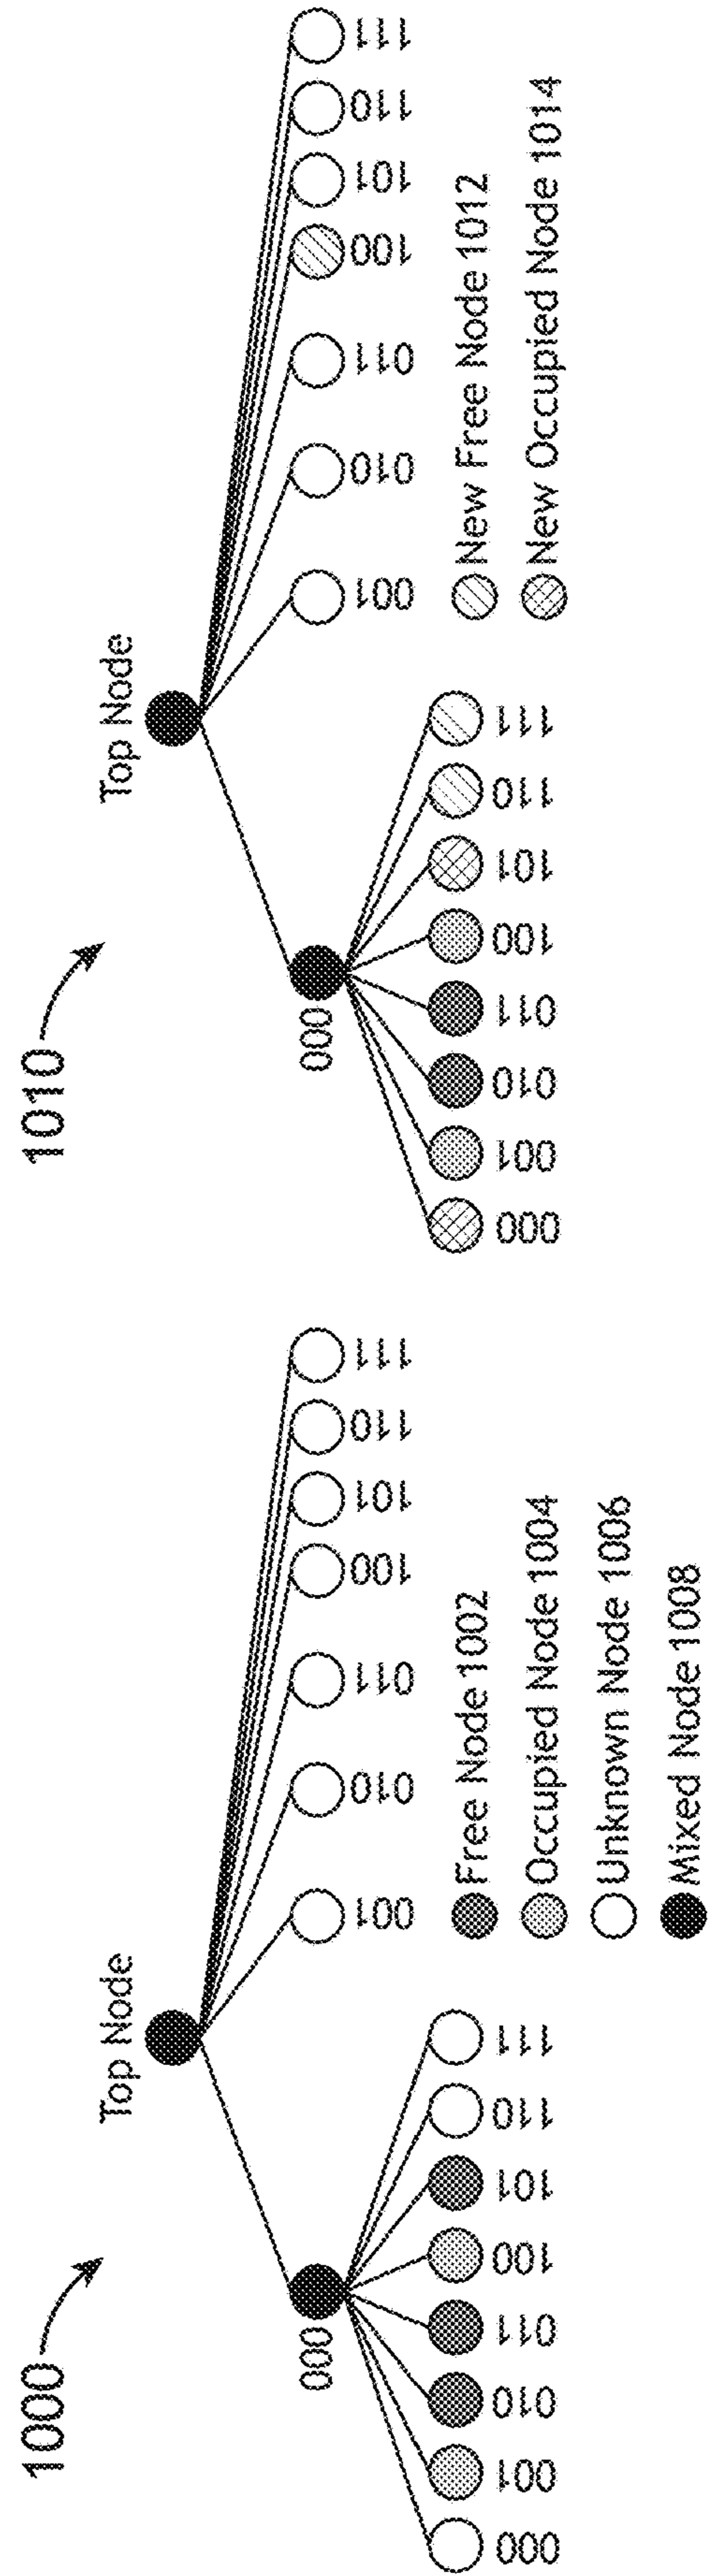 1000
Top Node
000
001 010 011 100 101 110 111
000 001 010 011 100 101 110 111
Free Node 1002
Occupied Node 1004
Unknown Node 1006
Mixed Node 1008
1010
Top Node
000
001 010 011 100 101 110 111
000 001 010 011 100 101 110 111
New Free Node 1012
New Occupied Node 1014